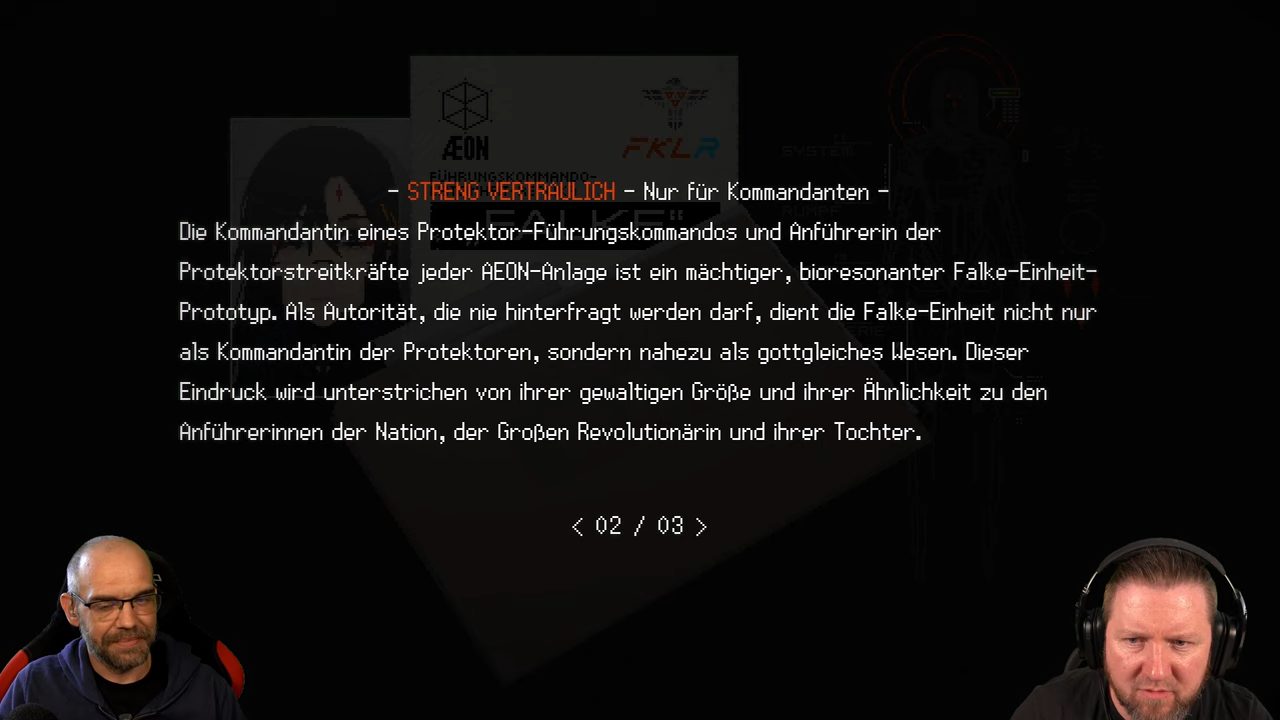 ÆON
FKLR
FÜHRUNGSKOMMANDO-
- STRENG VERTRAULICH - Nur für Kommandanten -
„FALKE“
Die Kommandantin eines Protektor-Führungskommandos und Anführerin der
Protektorstreitkräfte jeder AEON-Anlage ist ein mächtiger, bioresonanter Falke-Einheit-
Prototyp. Als Autorität, die nie hinterfragt werden darf, dient die Falke-Einheit nicht nur
als Kommandantin der Protektoren, sondern nahezu als gottgleiches Wesen. Dieser
Eindruck wird unterstrichen von ihrer gewaltigen Größe und ihrer Ähnlichkeit zu den
Anführerinnen der Nation, der Großen Revolutionärin und ihrer Tochter.
< 02 / 03 >